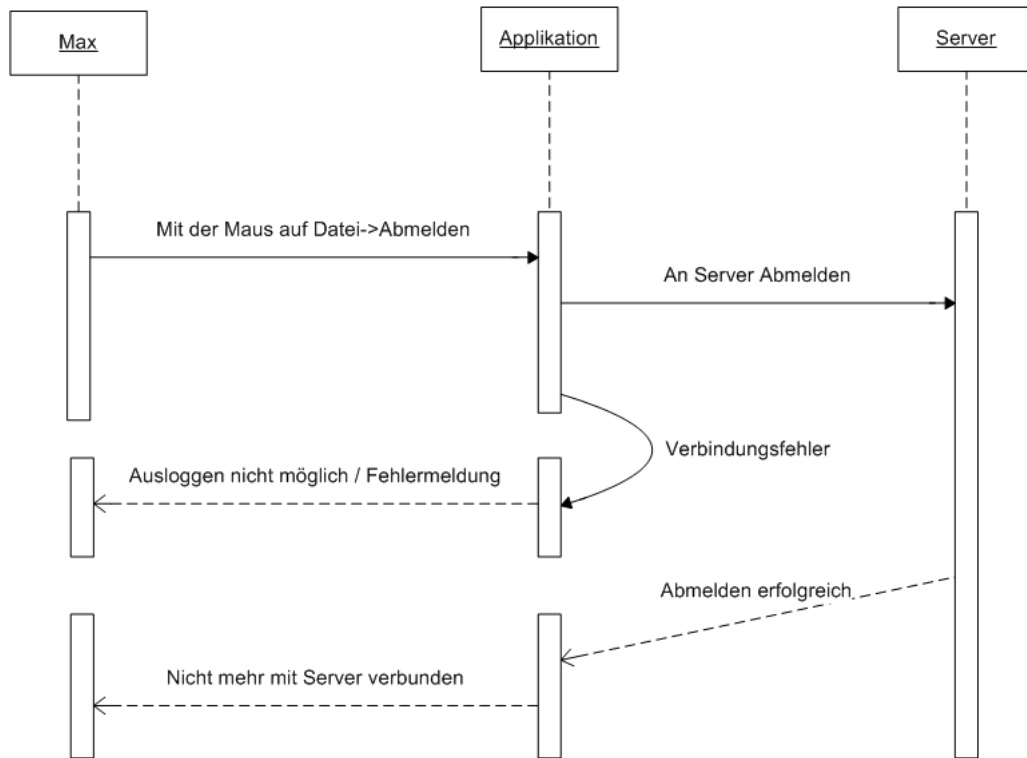 Max
Applikation
Server
Mit der Maus auf Datei->Abmelden
An Server Abmelden
Verbindungsfehler
Ausloggen nicht möglich / Fehlermeldung
Abmelden erfolgreich
Nicht mehr mit Server verbunden